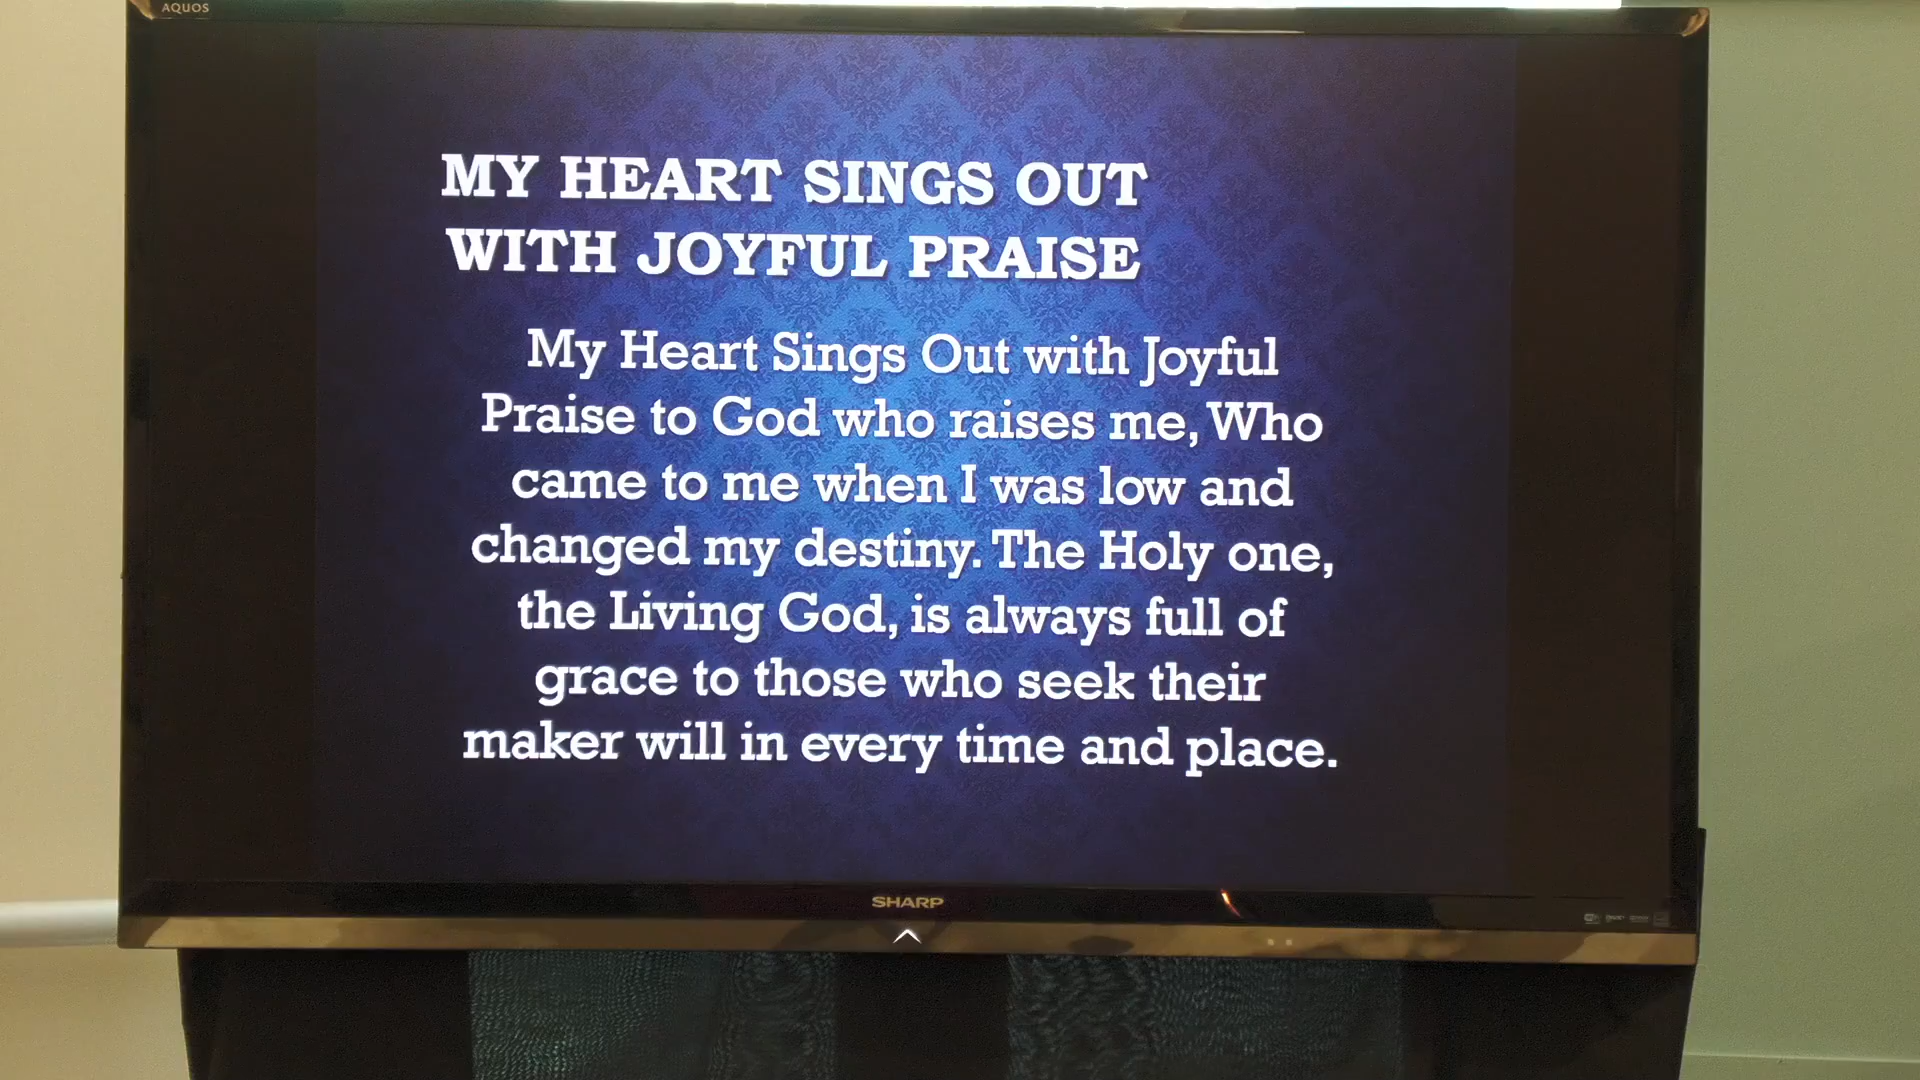 AQUOS
MY HEART SINGS OUT
WITH JOYFUL PRAISE
My Heart Sings Out with Joyful
Praise to God who raises me, Who
came to me when I was low and
changed my destiny. The Holy one,
the Living God, is always full of
grace to those who seek their
maker will in every time and place.
SHARP